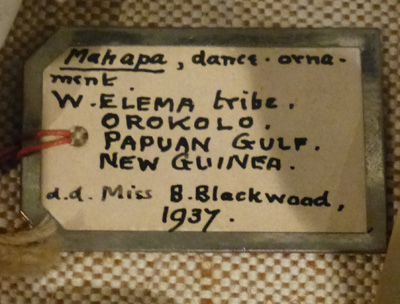 Mahapa, dance-orna-
ment.
W. ELEMA tribe.
OROKOLO.
PAPUAN GULF.
NEW GUINEA.
d.d. Miss B. Blackwood,
1937.